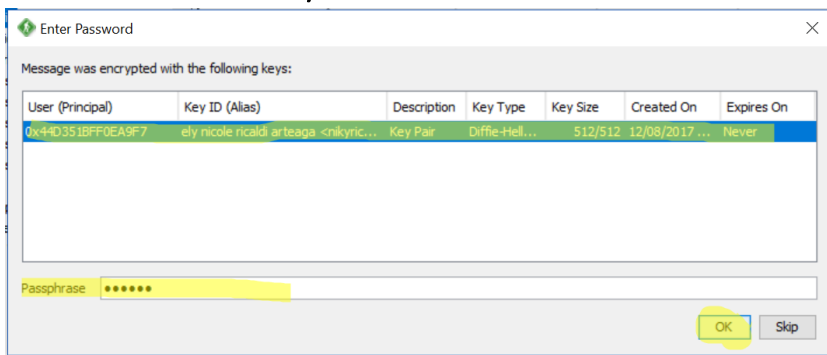 Enter Password
Message was encrypted with the following keys:
User (Principal) Key ID (Alias) Description Key Type Key Size Created On Expires On
0x44D351BFF0EA9F7 ely nicole ricaldi arteaga <nikyric... Key Pair Diffie-Hell... 512/512 12/08/2017 ... Never
Passphrase ••••••
OK Skip